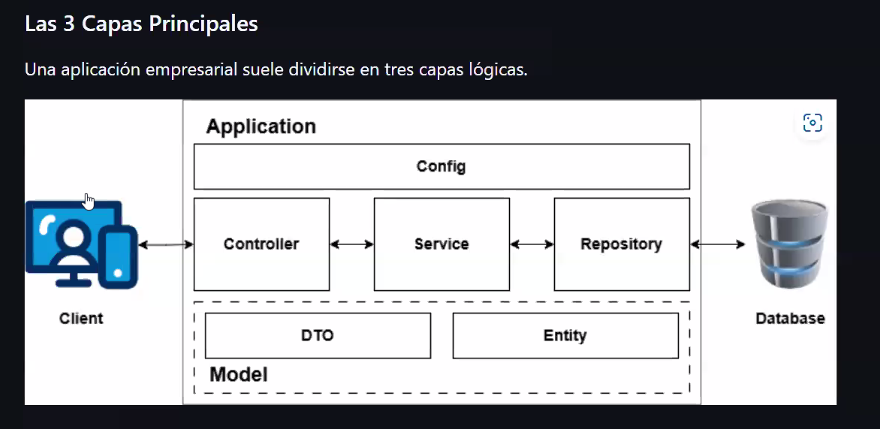 Las 3 Capas Principales
Una aplicación empresarial suele dividirse en tres capas lógicas.
Application
Config
Controller
Service
Repository
Client
Database
DTO
Entity
Model